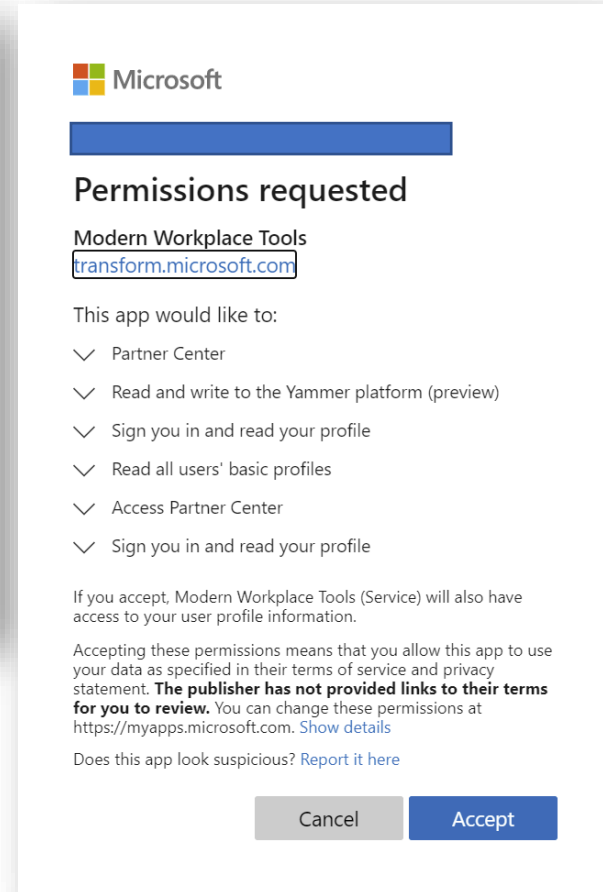 Microsoft
Permissions requested
Modern Workplace Tools
transform.microsoft.com
This app would like to:
Partner Center
Read and write to the Yammer platform (preview)
Sign you in and read your profile
Read all users' basic profiles
Access Partner Center
Sign you in and read your profile
If you accept, Modern Workplace Tools (Service) will also have
access to your user profile information.
Accepting these permissions means that you allow this app to use
your data as specified in their terms of service and privacy
statement. The publisher has not provided links to their terms
for you to review. You can change these permissions at
https://myapps.microsoft.com. Show details
Does this app look suspicious? Report it here
Cancel
Accept